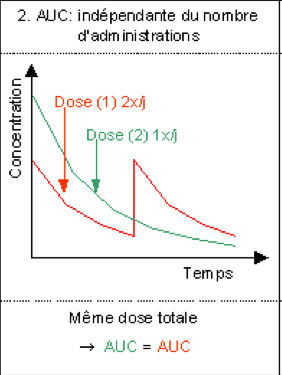 2. AUC: indépendante du nombre
d'administrations
Concentration
Dose (1) 2x/j
Dose (2) 1x/j
Temps
Même dose totale
→ AUC = AUC